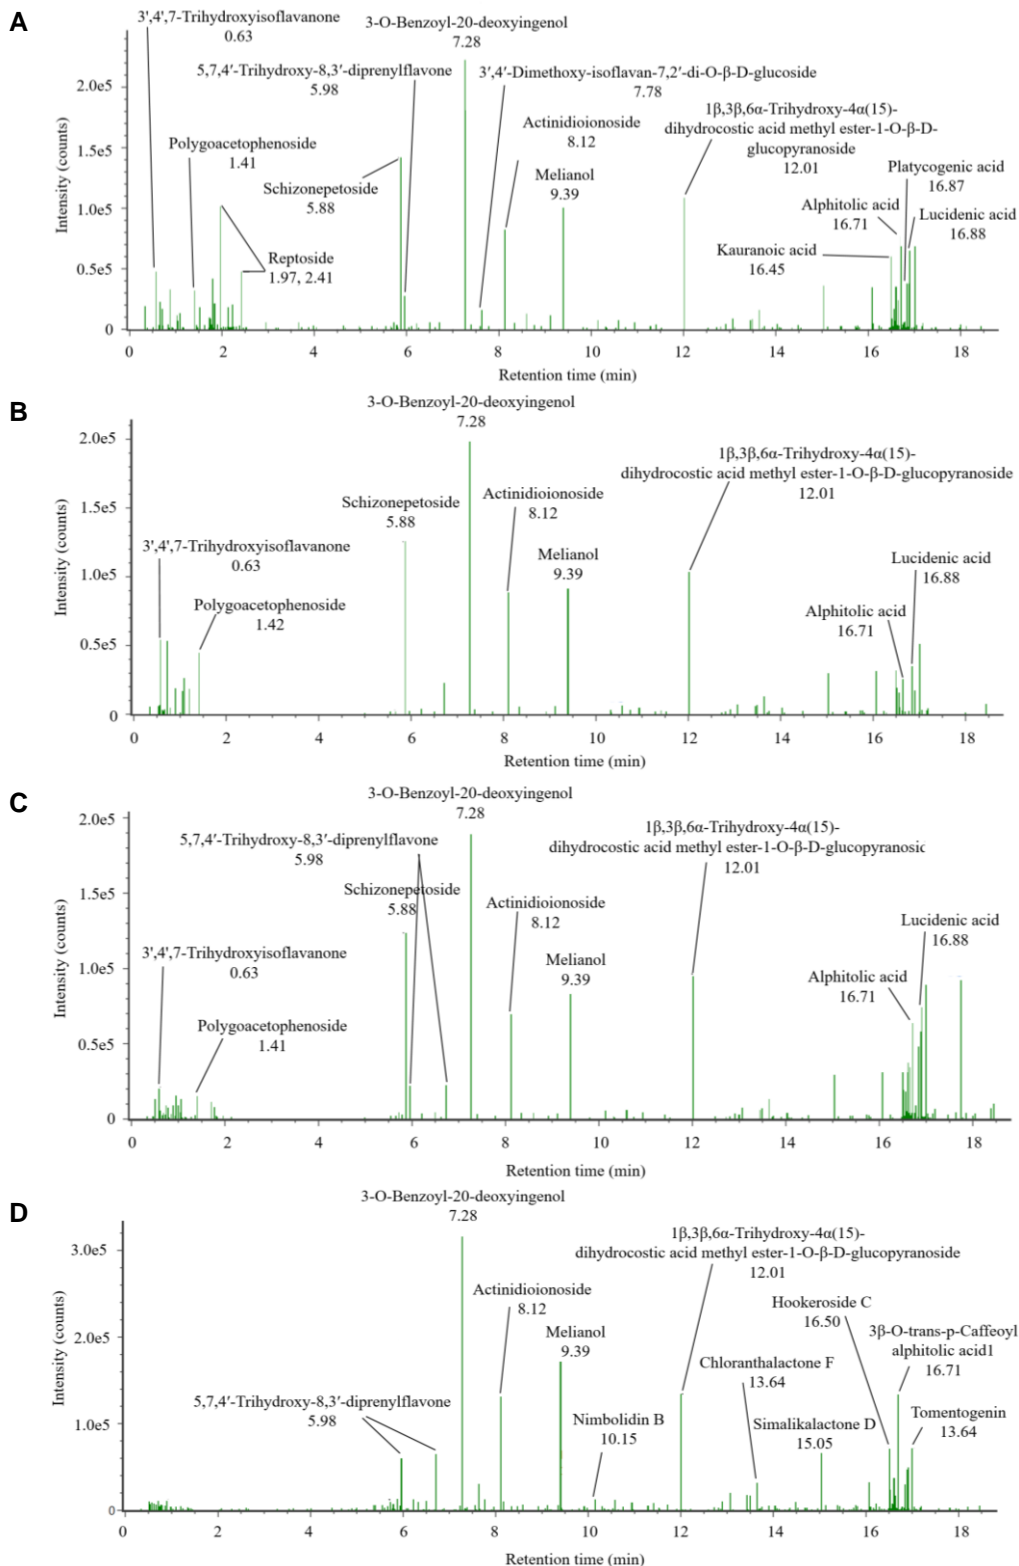 A
3',4',7-Trihydroxyisoflavanone
0.63
3-O-Benzoyl-20-deoxyingenol
7.28
5,7,4′-Trihydroxy-8,3′-diprenylflavone
5.98
3′,4′-Dimethoxy-isoflavan-7,2′-di-O-β-D-glucoside
7.78
Polygoacetophenoside
1.41
Actinidioionoside
8.12
1β,3β,6α-Trihydroxy-4α(15)-
dihydrocostic acid methyl ester-1-O-β-D-
glucopyranoside
12.01
Schizonepetoside
5.88
Melianol
9.39
Platycogenic acid
16.87
Alphitolic acid
16.71
Lucidenic acid
16.88
Reptoside
1.97, 2.41
Kauranoic acid
16.45
Intensity (counts)
2.0e5
1.5e5
1.0e5
0.5e5
0
0 2 4 6 8 10 12 14 16 18
Retention time (min)
B
3-O-Benzoyl-20-deoxyingenol
7.28
1β,3β,6α-Trihydroxy-4α(15)-
dihydrocostic acid methyl ester-1-O-β-D-glucopyranoside
12.01
Schizonepetoside
5.88
Actinidioionoside
8.12
3',4',7-Trihydroxyisoflavanone
0.63
Melianol
9.39
Lucidenic acid
16.88
Polygoacetophenoside
1.42
Alphitolic acid
16.71
Intensity (counts)
2.0e5
1.5e5
1.0e5
0.5e5
0
0 2 4 6 8 10 12 14 16 18
Retention time (min)
C
3-O-Benzoyl-20-deoxyingenol
7.28
5,7,4′-Trihydroxy-8,3′-diprenylflavone
5.98
1β,3β,6α-Trihydroxy-4α(15)-
dihydrocostic acid methyl ester-1-O-β-D-glucopyranosic
12.01
Schizonepetoside
5.88
Actinidioionoside
8.12
Lucidenic acid
16.88
3',4',7-Trihydroxyisoflavanone
0.63
Melianol
9.39
Alphitolic acid
16.71
Polygoacetophenoside
1.41
Intensity (counts)
2.0e5
1.5e5
1.0e5
0.5e5
0
0 2 4 6 8 10 12 14 16 18
Retention time (min)
D
3-O-Benzoyl-20-deoxyingenol
7.28
1β,3β,6α-Trihydroxy-4α(15)-
dihydrocostic acid methyl ester-1-O-β-D-glucopyranoside
12.01
Actinidioionoside
8.12
Hookeroside C
16.50
Melianol
9.39
3β-O-trans-p-Caffeoyl
alphitolic acid1
16.71
Chloranthalactone F
13.64
5,7,4′-Trihydroxy-8,3′-diprenylflavone
5.98
Nimbolidin B
10.15
Simalikalactone D
15.05
Tomentogenin
13.64
Intensity (counts)
3.0e5
2.0e5
1.0e5
0
0 2 4 6 8 10 12 14 16 18
Retention time (min)